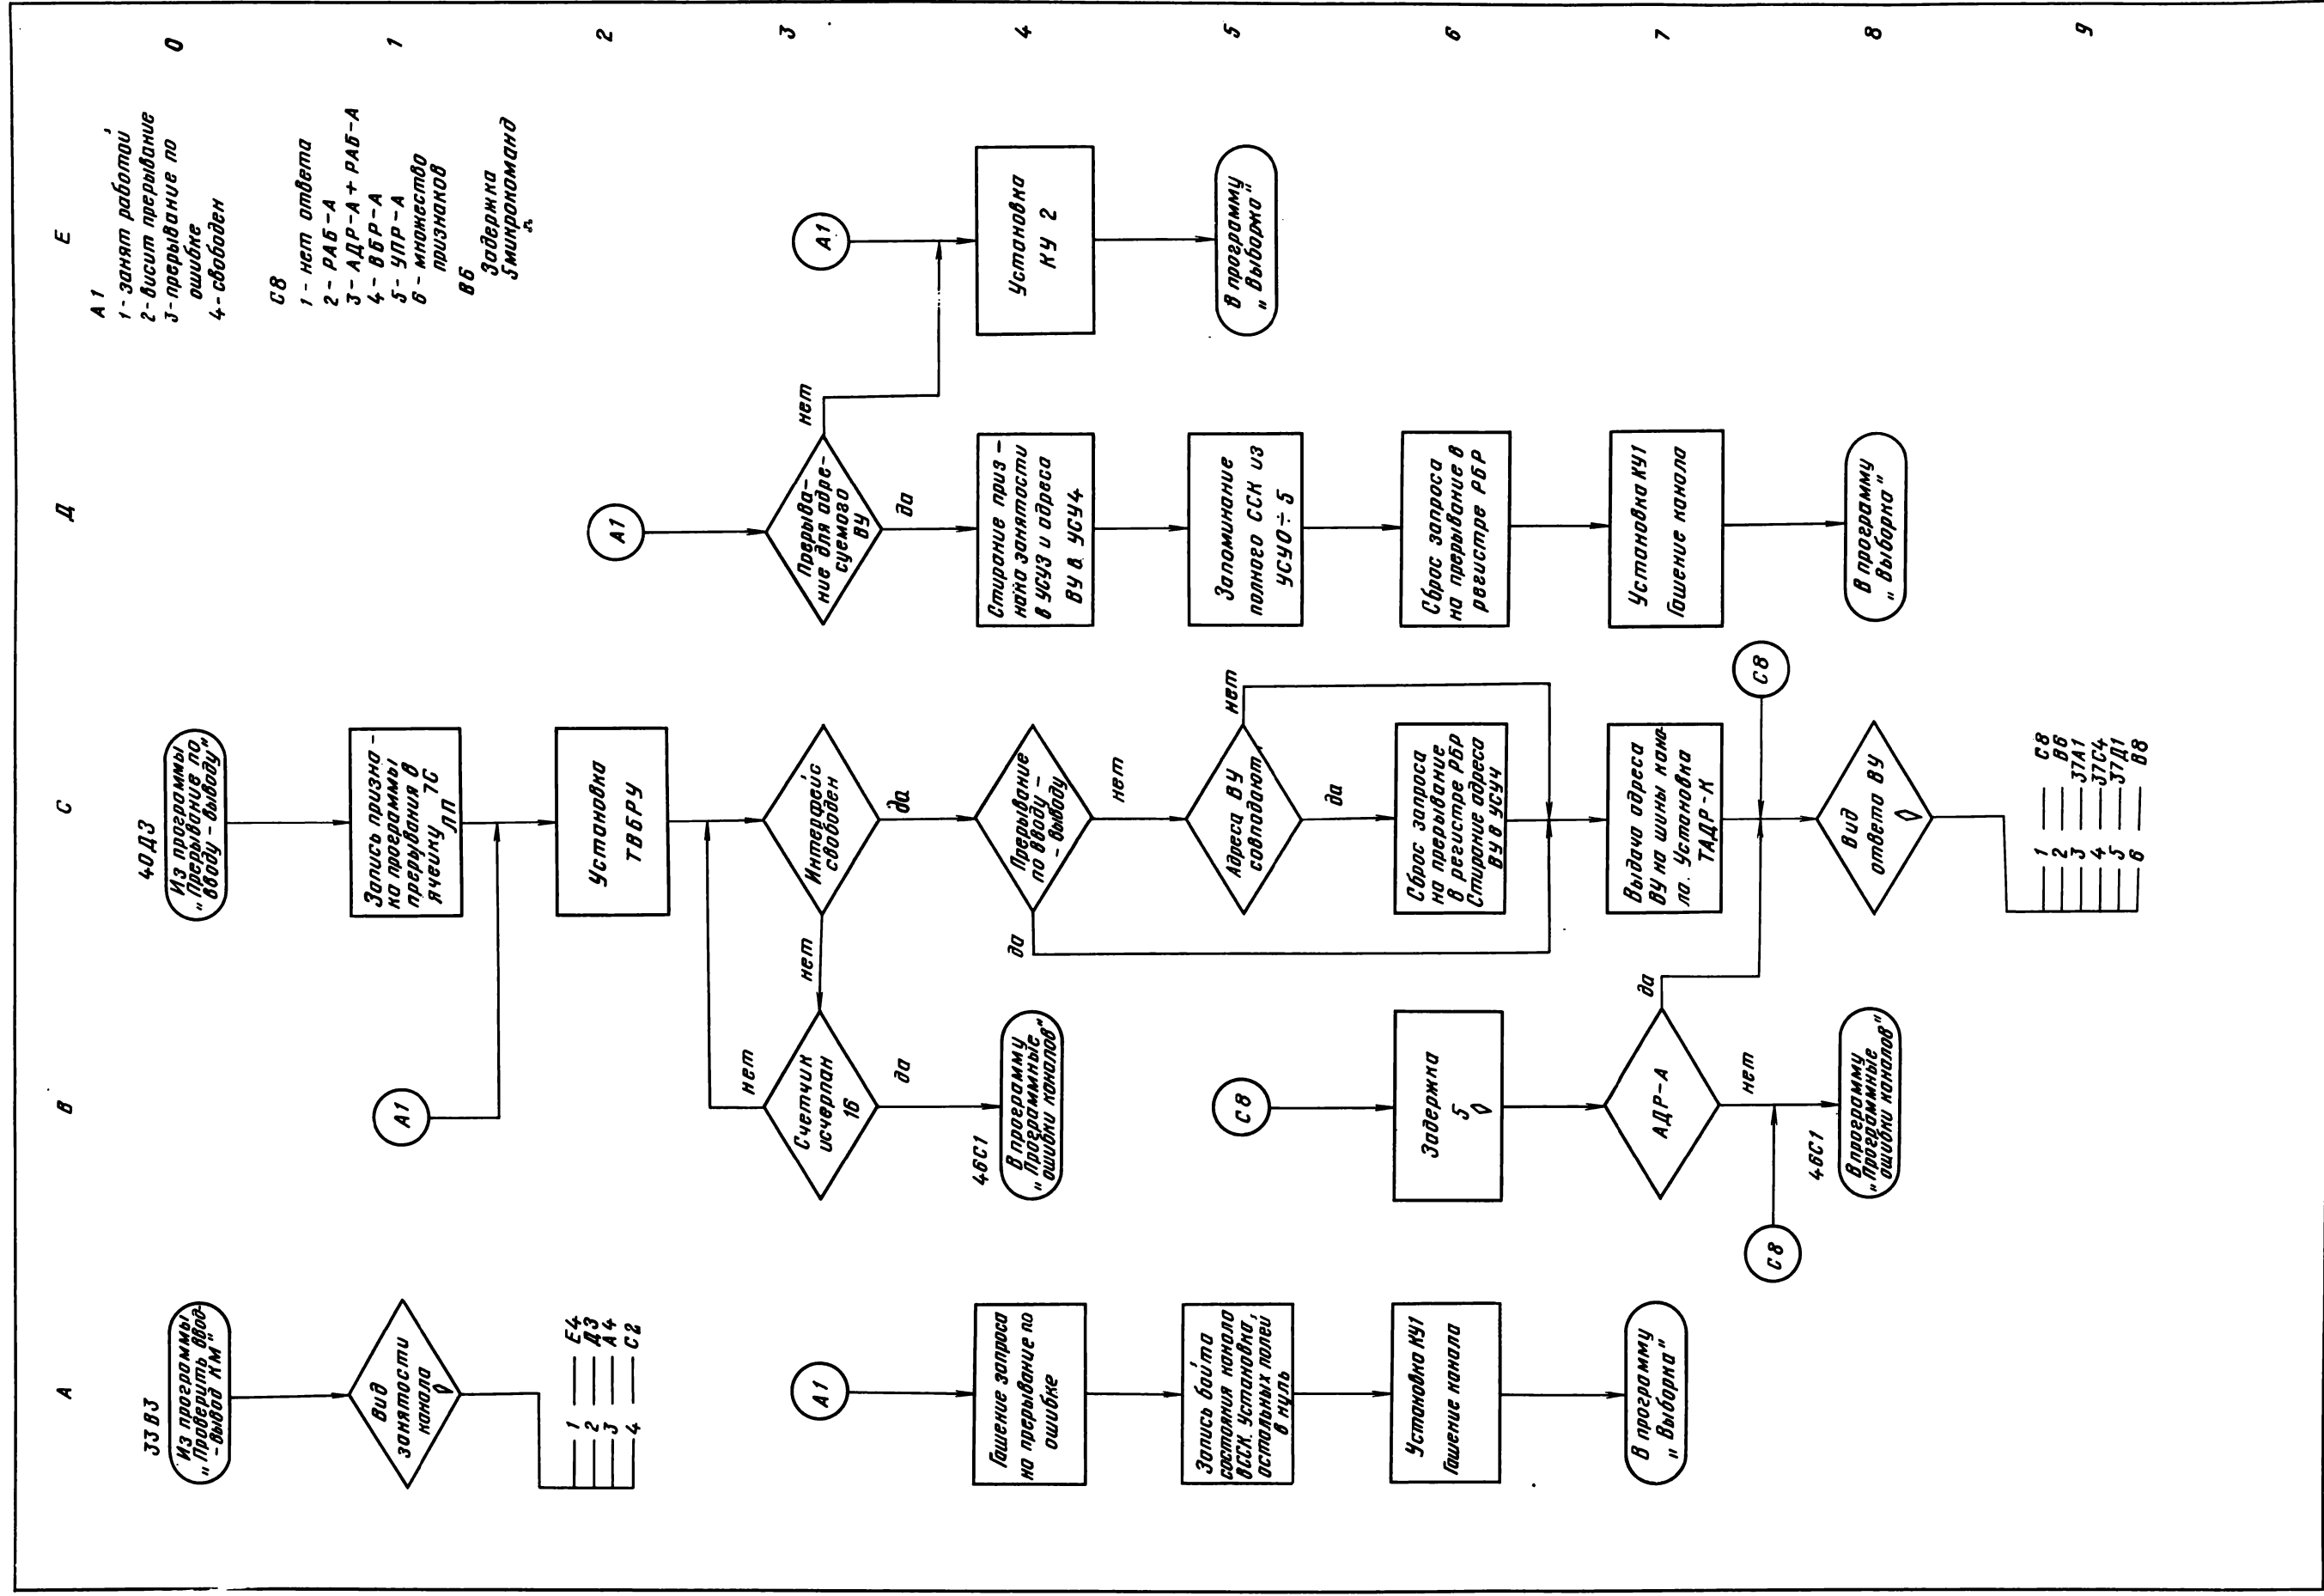 А
В
С
Д
Е
0
1
2
3
4
5
6
7
8
9
33В3
Из программы
„Проверить ввод-
-вывод КМ"
Вид
занятости
канала
1 — Е4
2 — Д3
3 — А4
4 — С2
А1
Гашение запроса
на прерывание по
ошибке
Запись байта
состояния канала
в ССК. Установка,
остальных полей
в нуль
Установка КУ1
Гашение канала
В программу
„Выборка"
А1
Счетчик
исчерпан
16
нет
да
46С1
В программу
„Программные
ошибки каналов"
С8
Задержка
5
АДР-А
да
нет
С8
46С1
В программу
„Программные
ошибки каналов"
40Д3
Из программы
„Прерывание по
вводу-выводу"
Запись призна-
ка программы
прерывания в
ячейку 7С
ЛП
Установка
ТВБРУ
Интерфейс
свободен
нет
да
Прерывание
по вводу-
-выводу
да
нет
Адреса ВУ
совпадают
нет
да
Сброс запроса
на прерывание
в регистре РБР
Стирание адреса
ВУ в УСУ4
Выдача адреса
ВУ на шины кана-
ла. Установка
ТАДР-К
С8
Вид
ответа ВУ
1 — С8
2 — В6
3 — 37А1
4 — 37С4
5 — 37Д1
6 — В8
А1
Прерыва-
ние для адре-
суемого
ВУ
нет
да
Стирание приз-
нака занятости
в УСУ3 и адреса
ВУ в УСУ4
Запоминание
полного ССК из
УСУ0÷5
Сброс запроса
на прерывание в
регистре РБР
Установка КУ1
Гашение канала
В программу
„Выборка"
А1
1-занят работой
2-висит прерывание
3-прерывание по
ошибке
4-свободен
С8
1-нет ответа
2-РАБ-А
3-АДР-А+РАБ-А
4-ВБР-А
5-УПР-А
6-множество
признаков
В6
Задержка
5 микрокоманд
А1
Установка
КУ 2
В программу
„Выборка"